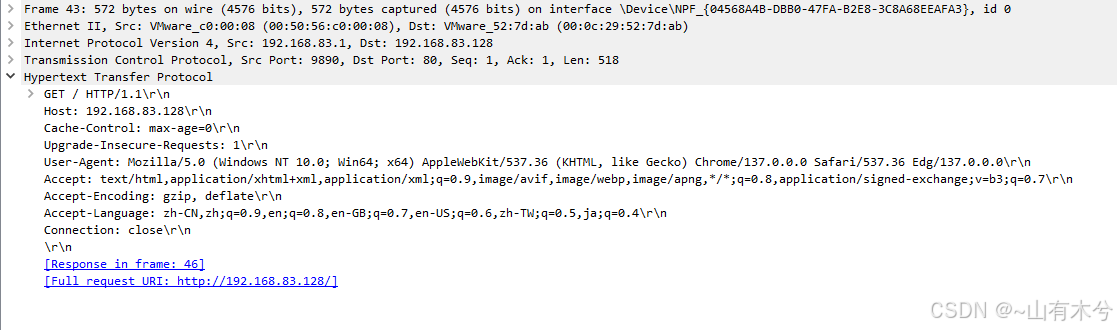 Frame 43: 572 bytes on wire (4576 bits), 572 bytes captured (4576 bits) on interface \Device\NPF_{04568A4B-DBB0-47FA-B2E8-3C8A68EEAFA3}, id 0
Ethernet II, Src: VMware_c0:00:08 (00:50:56:c0:00:08), Dst: VMware_52:7d:ab (00:0c:29:52:7d:ab)
Internet Protocol Version 4, Src: 192.168.83.1, Dst: 192.168.83.128
Transmission Control Protocol, Src Port: 9890, Dst Port: 80, Seq: 1, Ack: 1, Len: 518
Hypertext Transfer Protocol
GET / HTTP/1.1\r\n
Host: 192.168.83.128\r\n
Cache-Control: max-age=0\r\n
Upgrade-Insecure-Requests: 1\r\n
User-Agent: Mozilla/5.0 (Windows NT 10.0; Win64; x64) AppleWebKit/537.36 (KHTML, like Gecko) Chrome/137.0.0.0 Safari/537.36 Edg/137.0.0.0\r\n
Accept: text/html,application/xhtml+xml,application/xml;q=0.9,image/avif,image/webp,image/apng,*/*;q=0.8,application/signed-exchange;v=b3;q=0.7\r\n
Accept-Encoding: gzip, deflate\r\n
Accept-Language: zh-CN,zh;q=0.9,en;q=0.8,en-GB;q=0.7,en-US;q=0.6,zh-TW;q=0.5,ja;q=0.4\r\n
Connection: close\r\n
\r\n
[Response in frame: 46]
[Full request URI: http://192.168.83.128/]
CSDN @~山有木兮